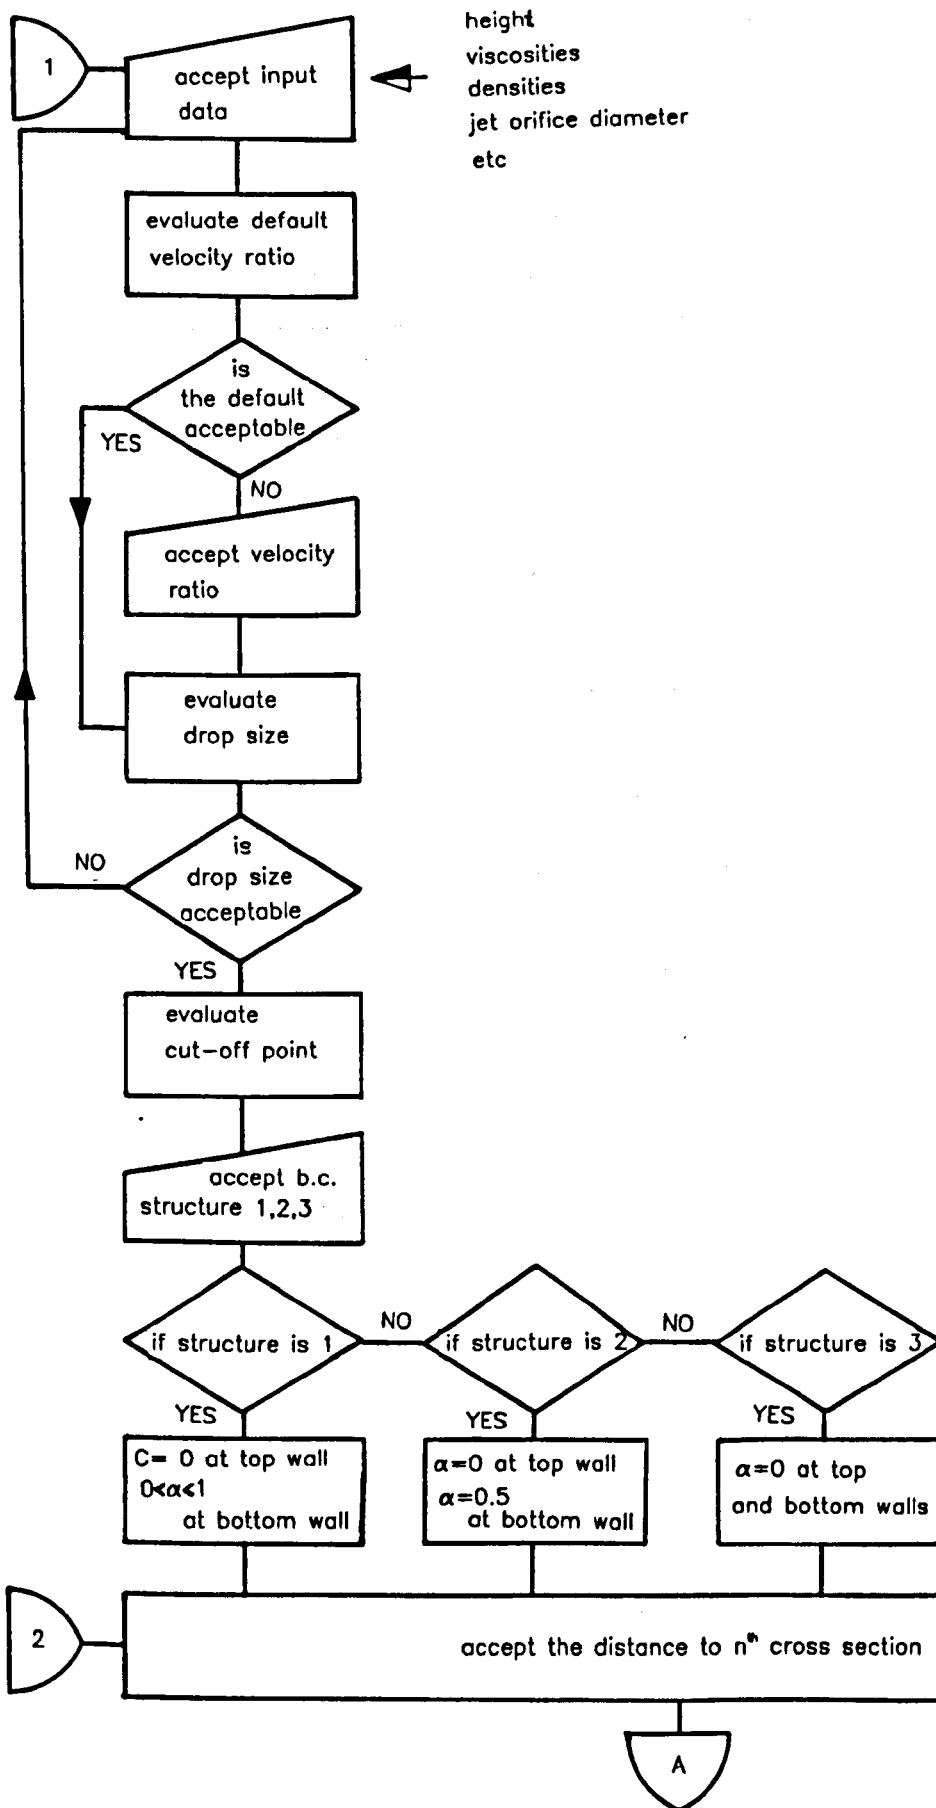 1
accept input
data
height
viscosities
densities
jet orifice diameter
etc
evaluate default
velocity ratio
is
the default
acceptable
YES
NO
accept velocity
ratio
evaluate
drop size
is
drop size
acceptable
NO
YES
evaluate
cut-off point
accept b.c.
structure 1,2,3
if structure is 1
NO
if structure is 2
NO
if structure is 3
YES
YES
YES
C= 0 at top wall
0<α<1
at bottom wall
α=0 at top wall
α=0.5
at bottom wall
α=0 at top
and bottom walls
2
accept the distance to nth cross section
A